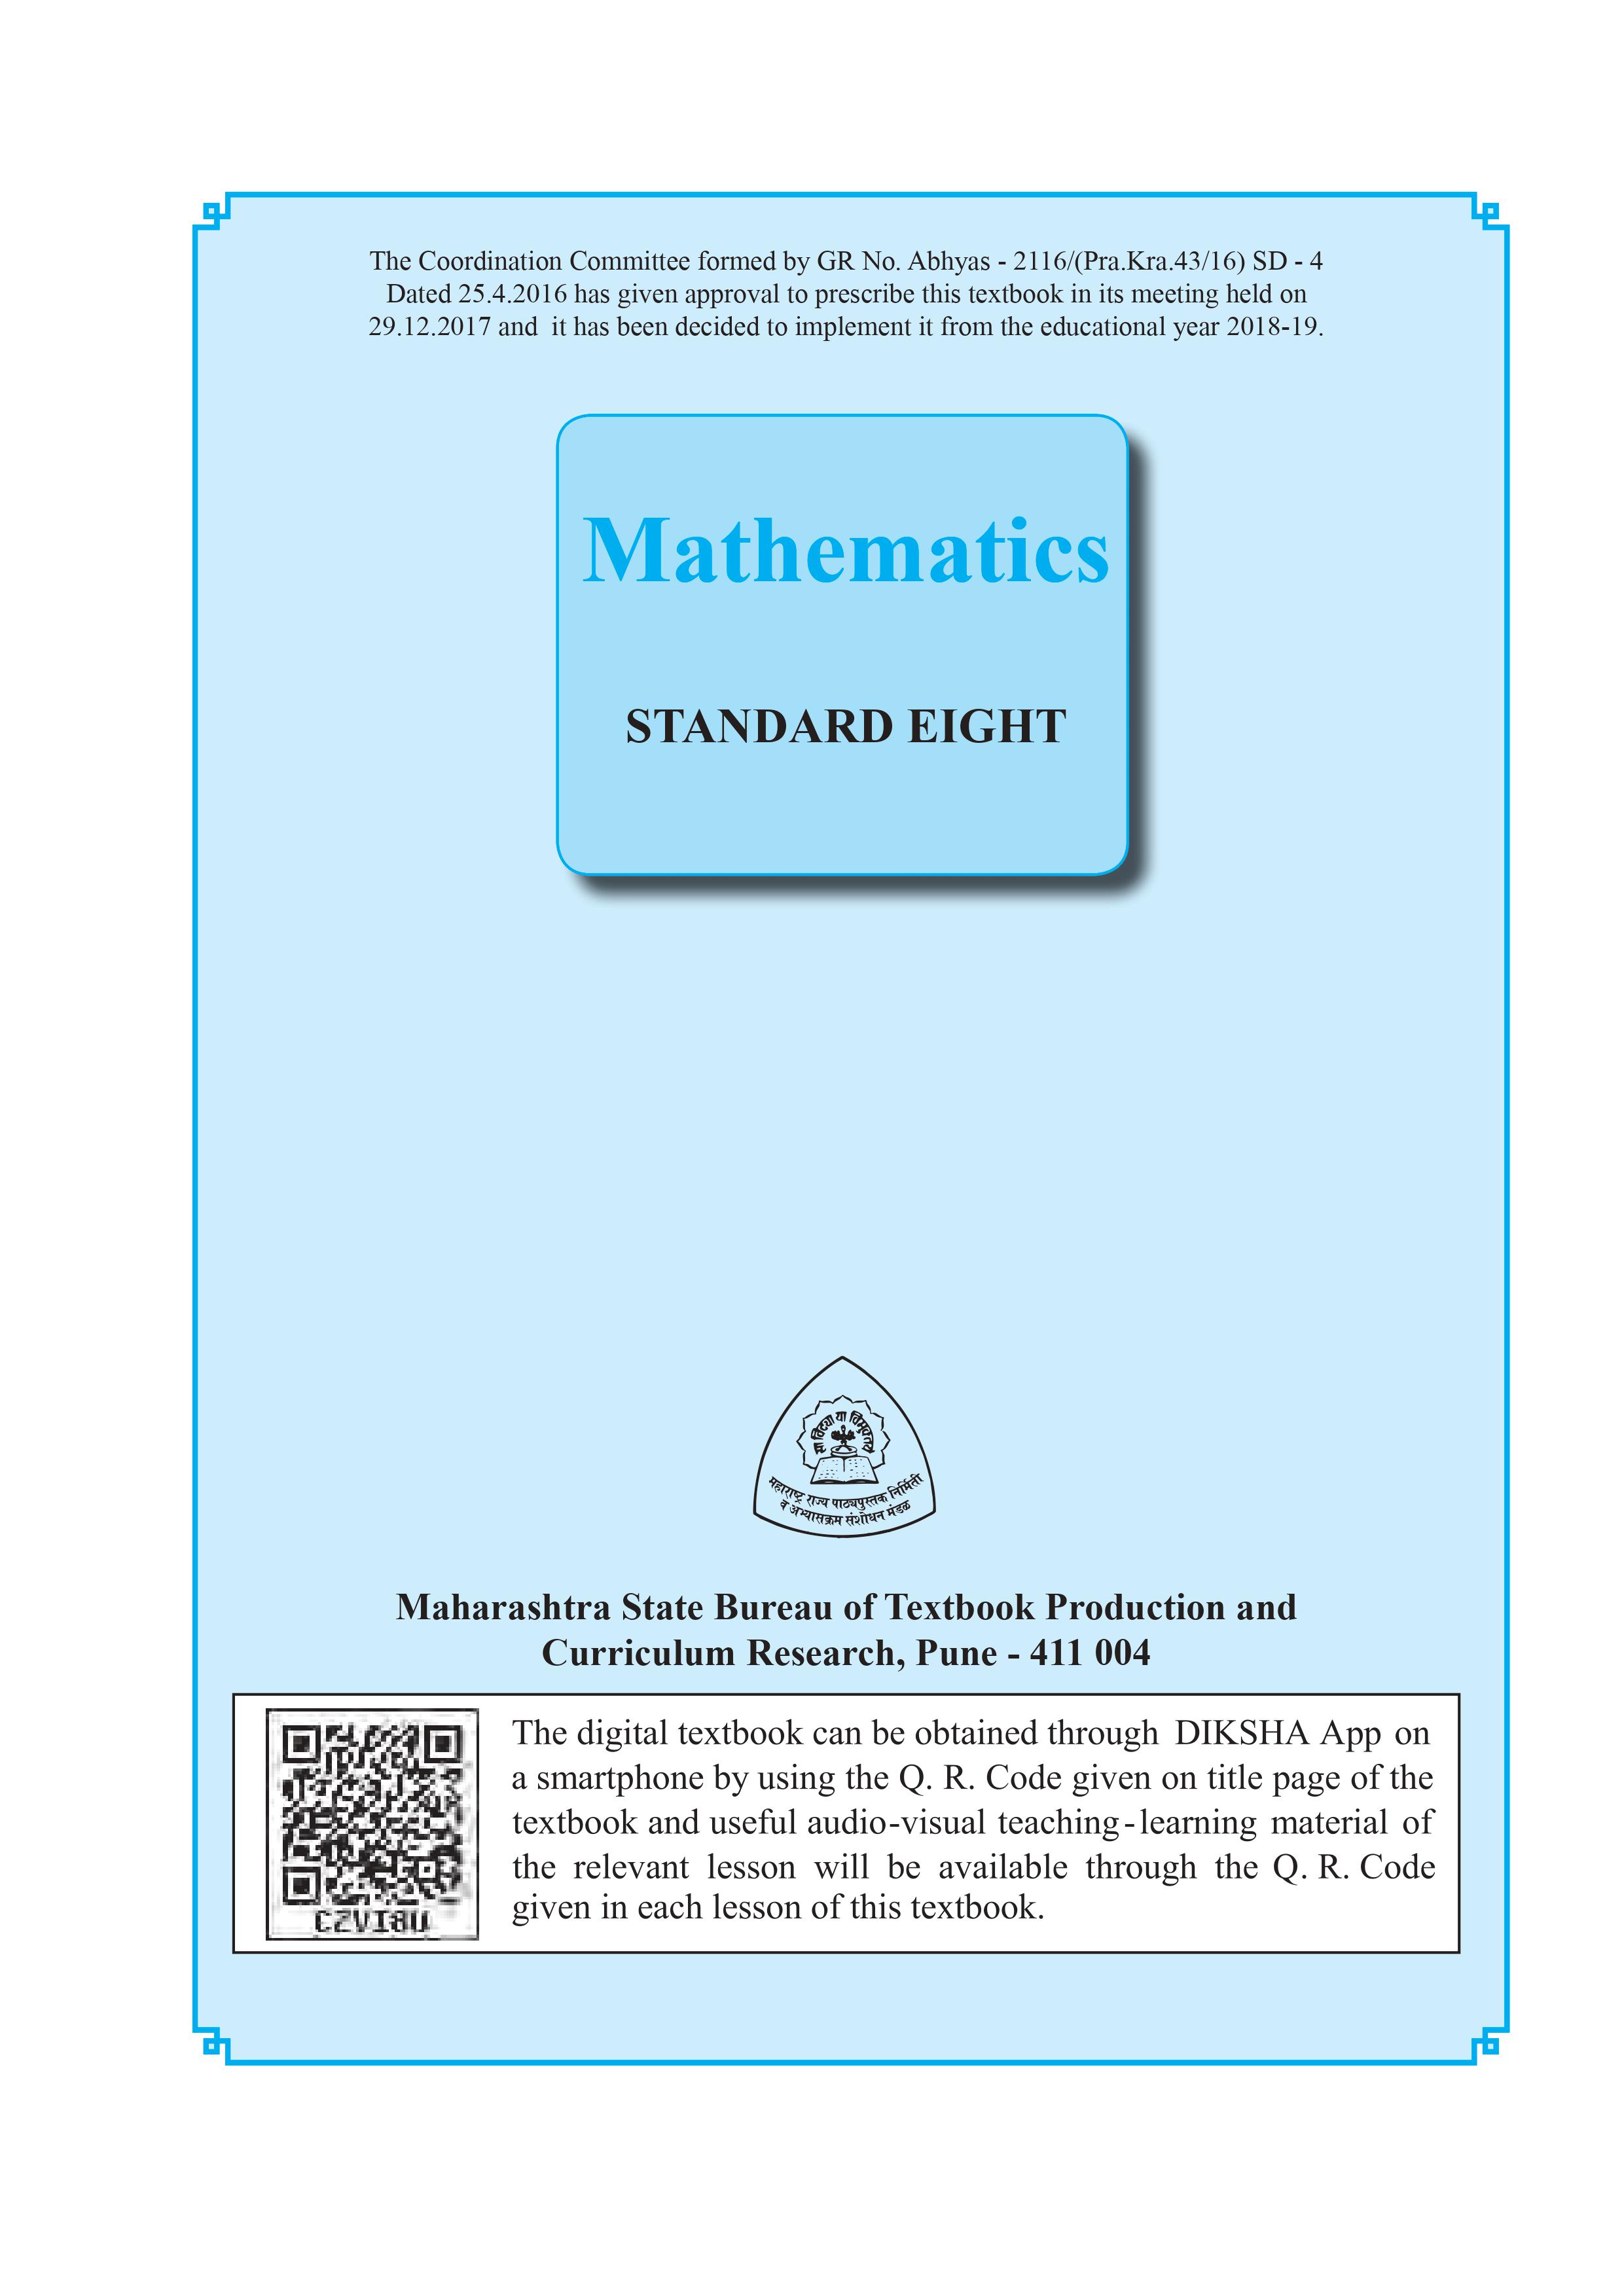 The Coordination Committee formed by GR No. Abhyas - 2116/(Pra.Kra.43/16) SD - 4
Dated 25.4.2016 has given approval to prescribe this textbook in its meeting held on
29.12.2017 and it has been decided to implement it from the educational year 2018-19.
Mathematics
STANDARD EIGHT
सा विद्या या विमुक्तये
महाराष्ट्र राज्य पाठ्यपुस्तक निर्मिती
व अभ्यासक्रम संशोधन मंडळ
Maharashtra State Bureau of Textbook Production and
Curriculum Research, Pune - 411 004
The digital textbook can be obtained through DIKSHA App on
a smartphone by using the Q. R. Code given on title page of the
textbook and useful audio-visual teaching-learning material of
the relevant lesson will be available through the Q. R. Code
given in each lesson of this textbook.
CZVI8U